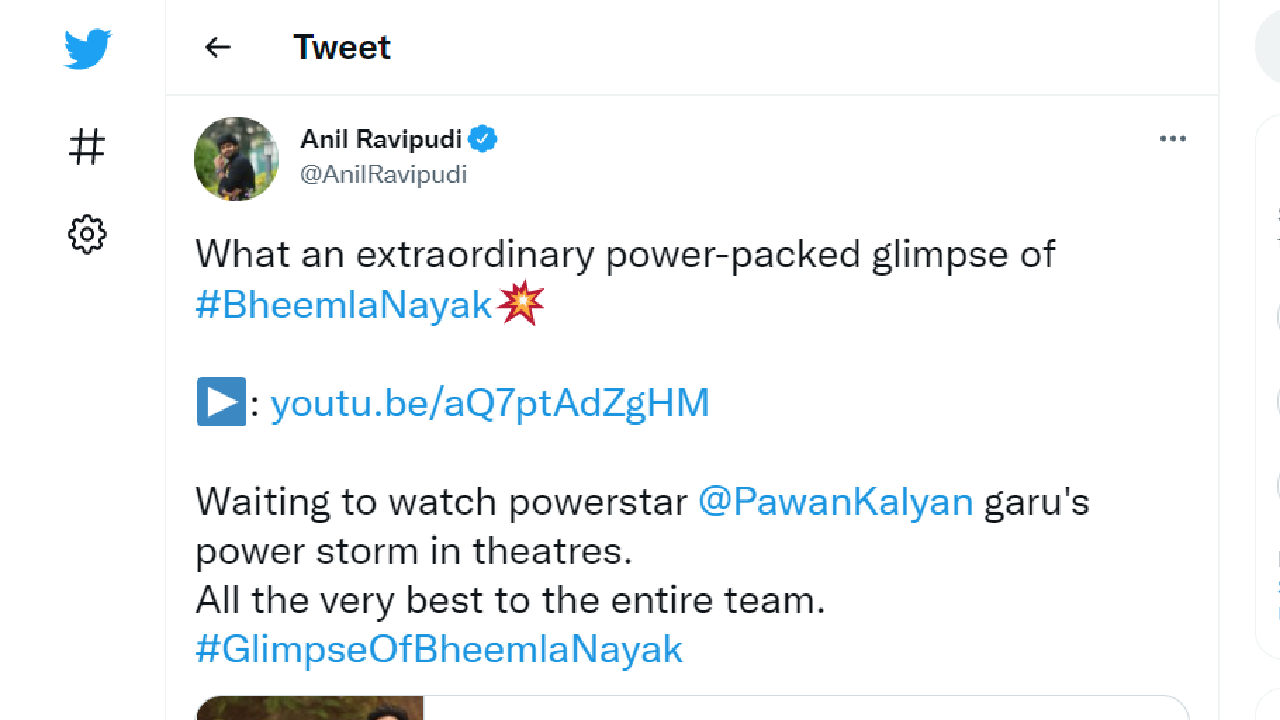 Tweet
Anil Ravipudi
@AnilRavipudi
What an extraordinary power-packed glimpse of
#BheemlaNayak💥
▶: youtu.be/aQ7ptAdZgHM
Waiting to watch powerstar @PawanKalyan garu's
power storm in theatres.
All the very best to the entire team.
#GlimpseOfBheemlaNayak